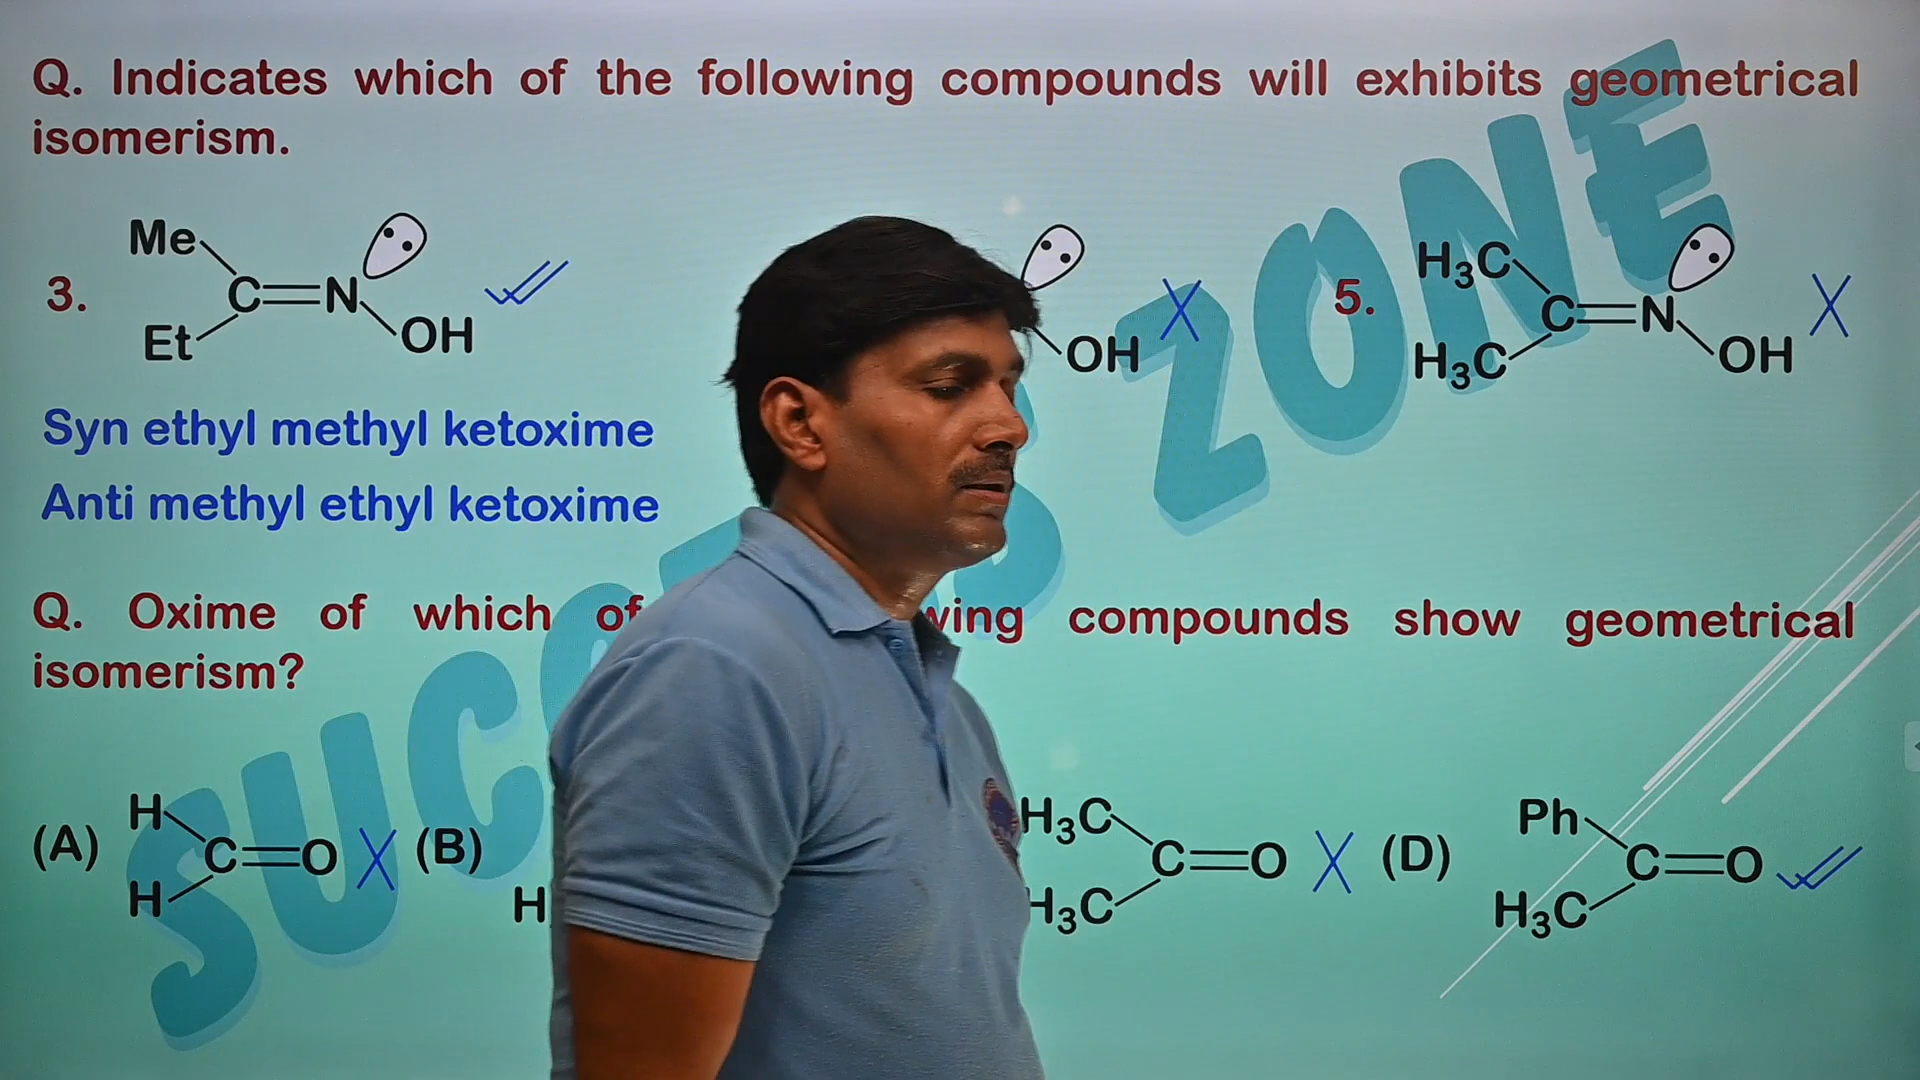 Q. Indicates which of the following compounds will exhibits geometrical
isomerism.
3.
Me
Et
C=N
OH
OH
5.
H₃C
H₃C
C=N
OH
Syn ethyl methyl ketoxime
Anti methyl ethyl ketoxime
Q. Oxime of which of compounds show geometrical
isomerism?
(A)
H
H
C=O
(B)
H
H₃C
H₃C
C=O
(D)
Ph
H₃C
C=O
ZONE